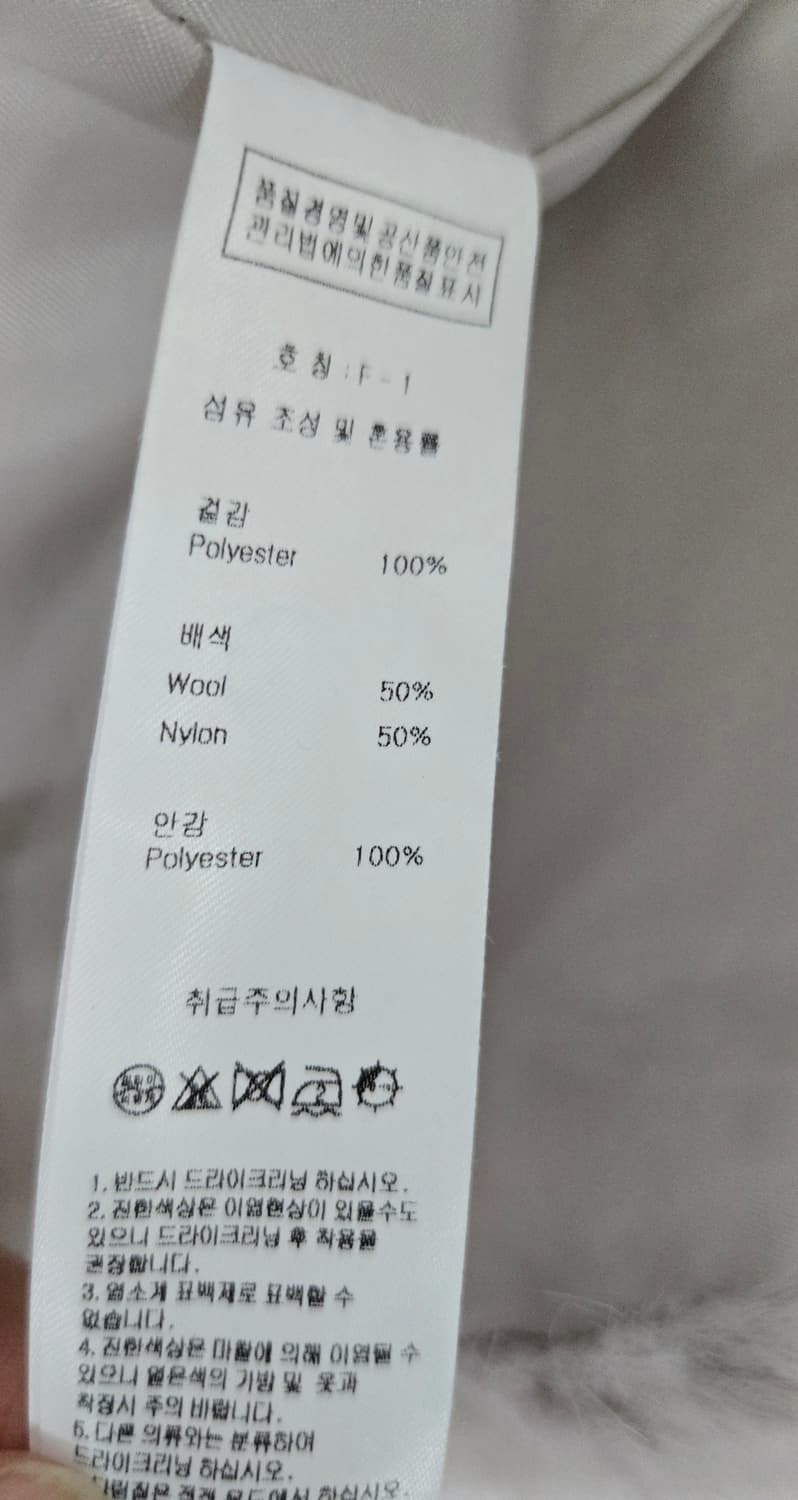 품질경영및공산품안전
관리법에의한품질표시
호 칭 : F - 1
섬유 조성 및 혼용률
겉감
Polyester 100%
배색
Wool 50%
Nylon 50%
안감
Polyester 100%
취급주의사항
1. 반드시 드라이크리닝 하십시오.
2. 진한색상은 이염현상이 있을수도
있으니 드라이크리닝 후 착용을
권장합니다.
3. 염소계 표백제로 표백할 수
없습니다.
4. 진한색상은 마찰에 의해 이염될 수
있으니 옅은색의 가방 및 옷과
착장시 주의 바랍니다.
5. 다른 의류와는 분류하여
드라이크리닝 하십시오.
하십시오.